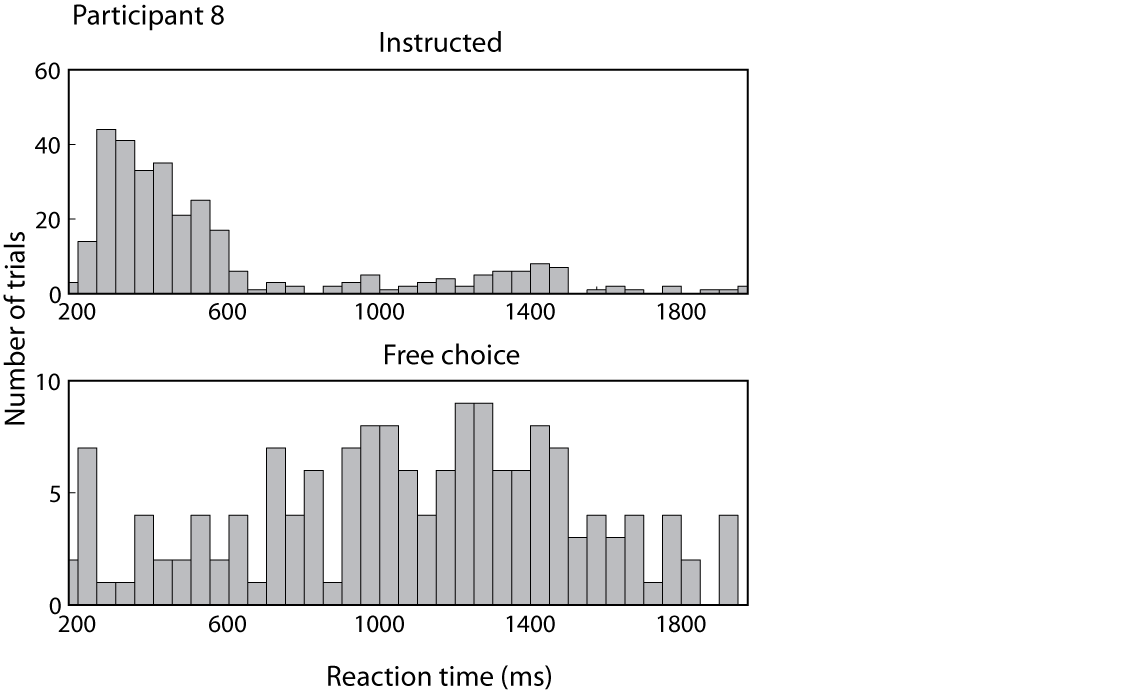 Participant 8
Instructed
60
40
20
0
200 600 1000 1400 1800
Number of trials
Free choice
10
5
0
200 600 1000 1400 1800
Reaction time (ms)